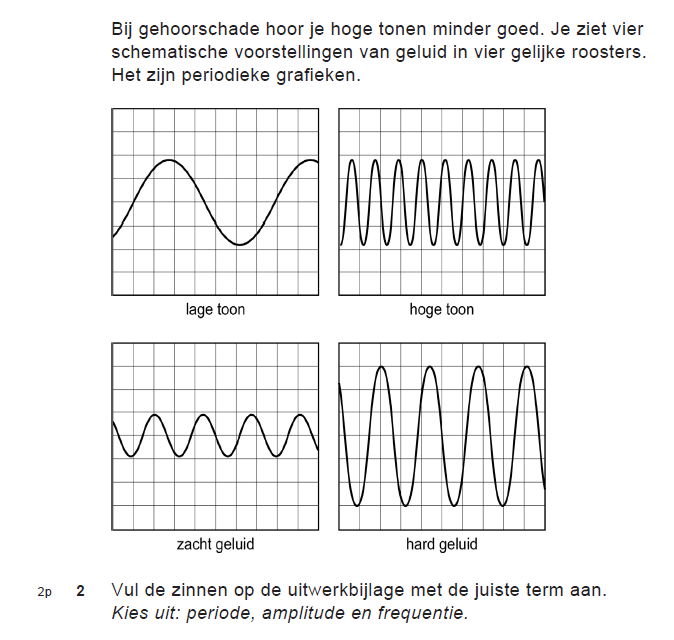 Bij gehoorschade hoor je hoge tonen minder goed. Je ziet vier
schematische voorstellingen van geluid in vier gelijke roosters.
Het zijn periodieke grafieken.
lage toon
hoge toon
zacht geluid
hard geluid
2p 2 Vul de zinnen op de uitwerkbijlage met de juiste term aan.
Kies uit: periode, amplitude en frequentie.